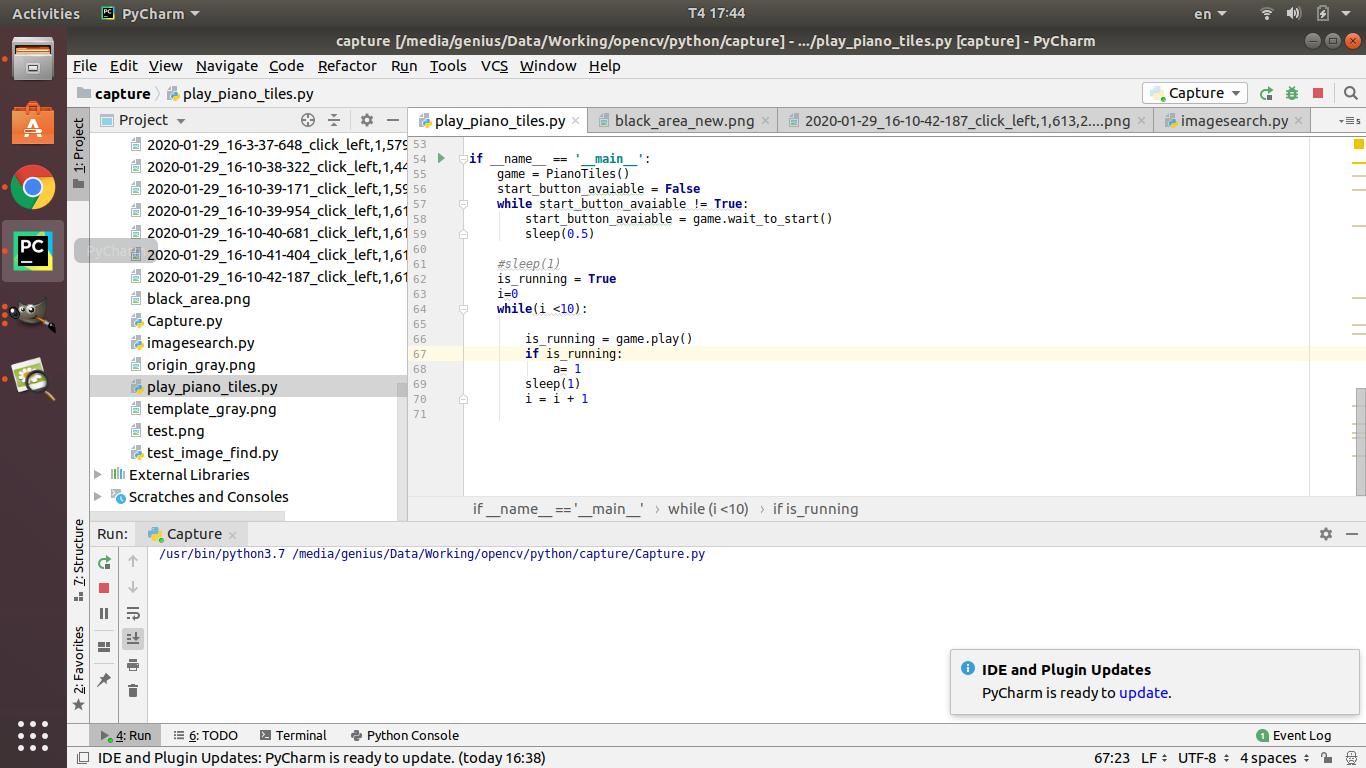 Activities PyCharm T4 17:44 en
capture [/media/genius/Data/Working/opencv/python/capture] - .../play_piano_tiles.py [capture] - PyCharm
File Edit View Navigate Code Refactor Run Tools VCS Window Help
capture play_piano_tiles.py Capture
1: Project
Project
2020-01-29_16-3-37-648_click_left,1,579
2020-01-29_16-10-38-322_click_left,1,44
2020-01-29_16-10-39-171_click_left,1,59
2020-01-29_16-10-39-954_click_left,1,61
2020-01-29_16-10-40-681_click_left,1,61
2020-01-29_16-10-41-404_click_left,1,61
2020-01-29_16-10-42-187_click_left,1,61
black_area.png
Capture.py
imagesearch.py
origin_gray.png
play_piano_tiles.py
template_gray.png
test.png
test_image_find.py
External Libraries
Scratches and Consoles
PC
PyCharm
play_piano_tiles.py black_area_new.png 2020-01-29_16-10-42-187_click_left,1,613,2....png imagesearch.py 5
53
54 if __name__ == '__main__':
55 game = PianoTiles()
56 start_button_avaiable = False
57 while start_button_avaiable != True:
58 start_button_avaiable = game.wait_to_start()
59 sleep(0.5)
60
61 #sleep(1)
62 is_running = True
63 i=0
64 while(i <10):
65
66 is_running = game.play()
67 if is_running:
68 a= 1
69 sleep(1)
70 i = i + 1
71
if __name__ == '__main__' › while (i <10) › if is_running
7: Structure
2: Favorites
Run: Capture
/usr/bin/python3.7 /media/genius/Data/Working/opencv/python/capture/Capture.py
IDE and Plugin Updates
PyCharm is ready to update.
4: Run 6: TODO Terminal Python Console 1 Event Log
IDE and Plugin Updates: PyCharm is ready to update. (today 16:38) 67:23 LF UTF-8 4 spaces